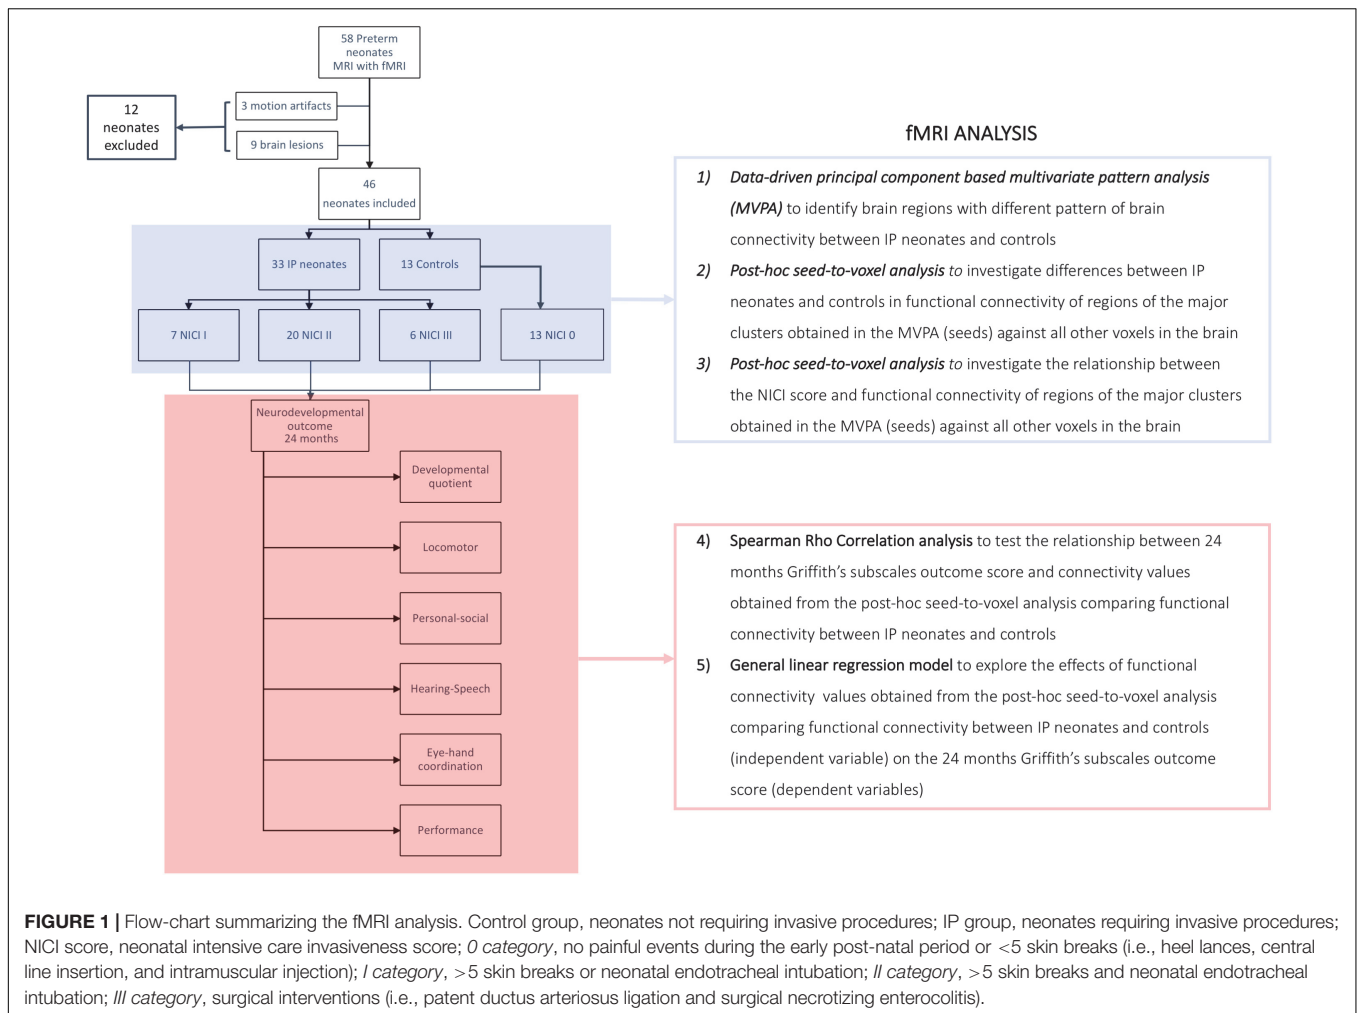 58 Preterm
neonates
MRI with fMRI
3 motion artifacts
12
neonates
excluded
9 brain lesions
46
neonates included
33 IP neonates
13 Controls
7 NICI I
20 NICI II
6 NICI III
13 NICI 0
Neurodevelopmental
outcome
24 months
Developmental
quotient
Locomotor
Personal-social
Hearing-Speech
Eye-hand
coordination
Performance
fMRI ANALYSIS
1) Data-driven principal component based multivariate pattern analysis
(MVPA) to identify brain regions with different pattern of brain
connectivity between IP neonates and controls
2) Post-hoc seed-to-voxel analysis to investigate differences between IP
neonates and controls in functional connectivity of regions of the major
clusters obtained in the MVPA (seeds) against all other voxels in the brain
3) Post-hoc seed-to-voxel analysis to investigate the relationship between
the NICI score and functional connectivity of regions of the major clusters
obtained in the MVPA (seeds) against all other voxels in the brain
4) Spearman Rho Correlation analysis to test the relationship between 24
months Griffith's subscales outcome score and connectivity values
obtained from the post-hoc seed-to-voxel analysis comparing functional
connectivity between IP neonates and controls
5) General linear regression model to explore the effects of functional
connectivity values obtained from the post-hoc seed-to-voxel analysis
comparing functional connectivity between IP neonates and controls
(independent variable) on the 24 months Griffith's subscales outcome
score (dependent variables)
FIGURE 1 | Flow-chart summarizing the fMRI analysis. Control group, neonates not requiring invasive procedures; IP group, neonates requiring invasive procedures;
NICI score, neonatal intensive care invasiveness score; 0 category, no painful events during the early post-natal period or <5 skin breaks (i.e., heel lances, central
line insertion, and intramuscular injection); I category, >5 skin breaks or neonatal endotracheal intubation; II category, >5 skin breaks and neonatal endotracheal
intubation; III category, surgical interventions (i.e., patent ductus arteriosus ligation and surgical necrotizing enterocolitis).